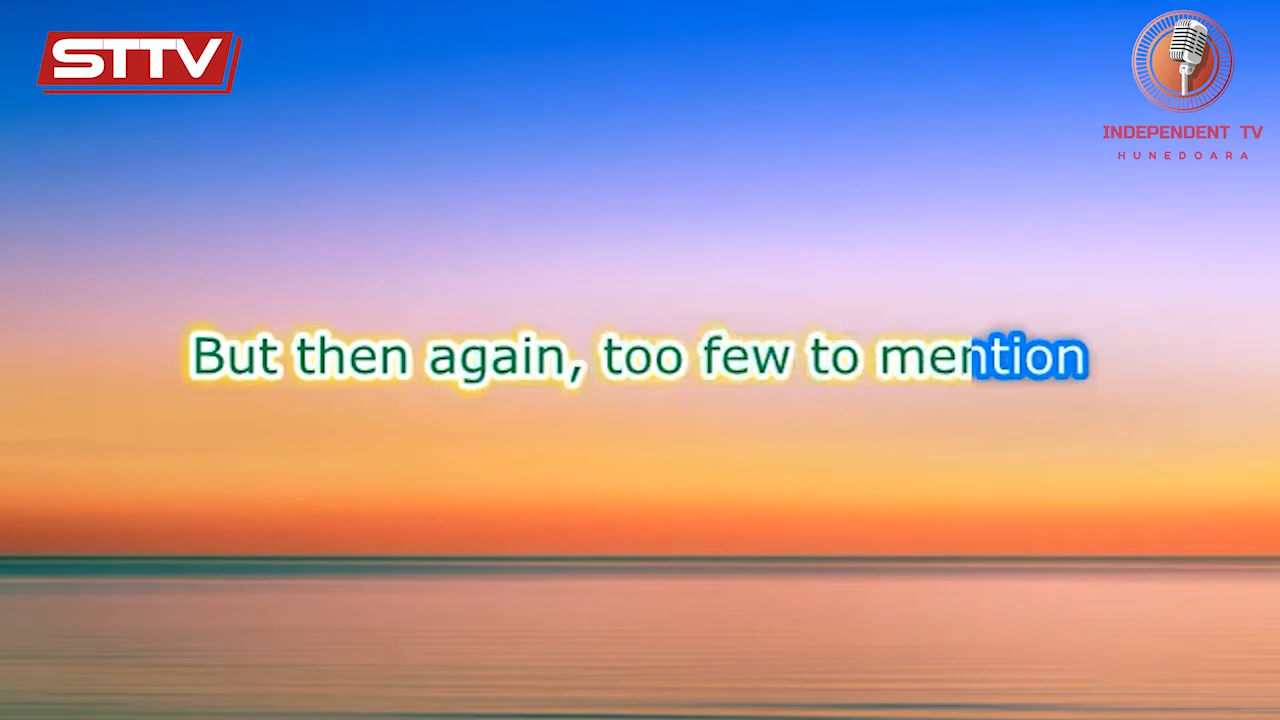 STTV
INDEPENDENT TV
HUNEDOARA
But then again, too few to mention